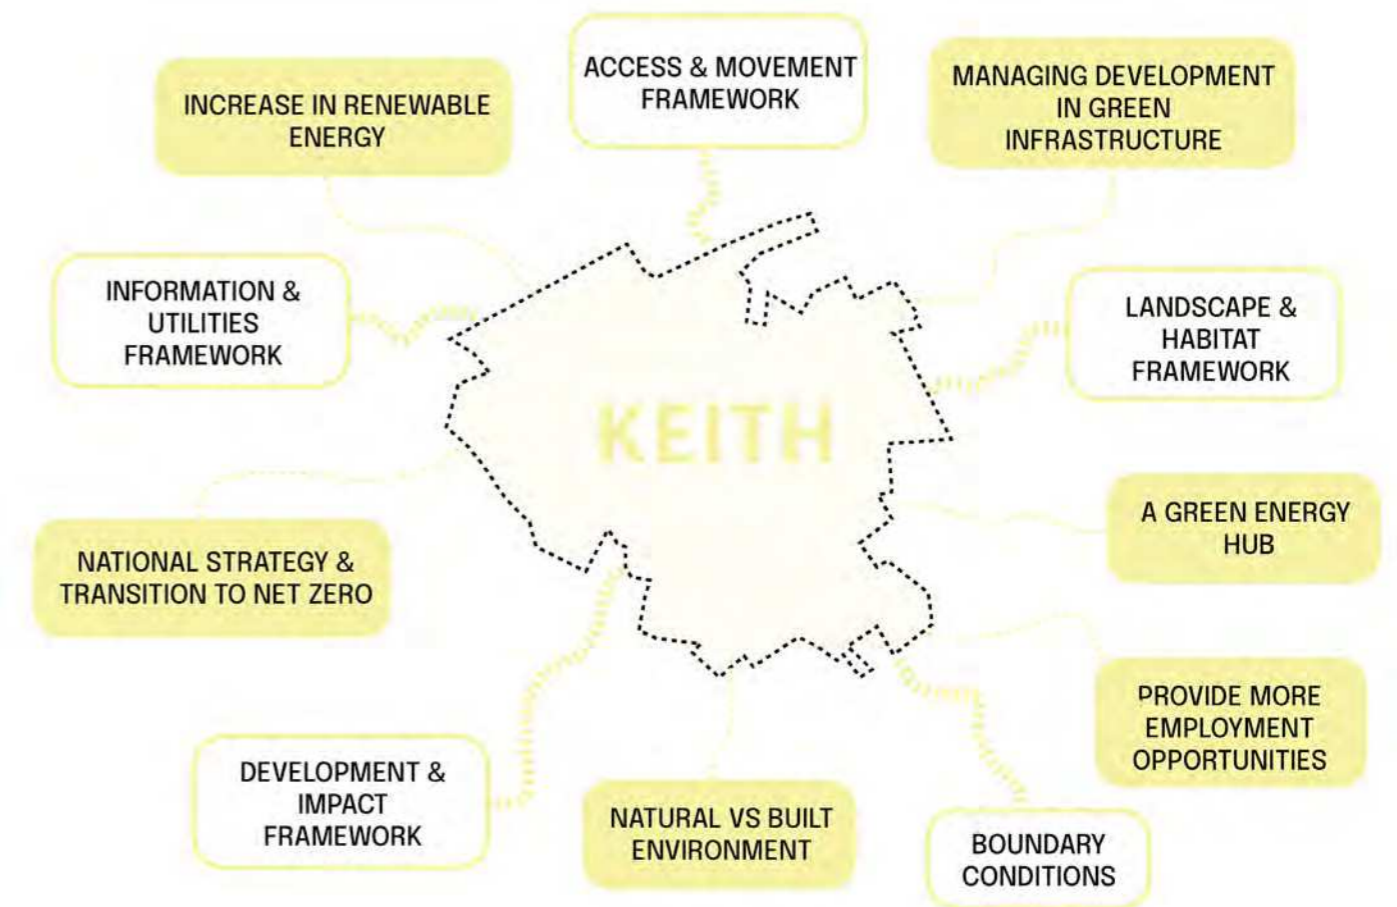 ACCESS & MOVEMENT
FRAMEWORK
INCREASE IN RENEWABLE
ENERGY
MANAGING DEVELOPMENT
IN GREEN
INFRASTRUCTURE
INFORMATION &
UTILITIES
FRAMEWORK
LANDSCAPE &
HABITAT
FRAMEWORK
KEITH
A GREEN ENERGY
HUB
NATIONAL STRATEGY &
TRANSITION TO NET ZERO
PROVIDE MORE
EMPLOYMENT
OPPORTUNITIES
DEVELOPMENT &
IMPACT
FRAMEWORK
NATURAL VS BUILT
ENVIRONMENT
BOUNDARY
CONDITIONS